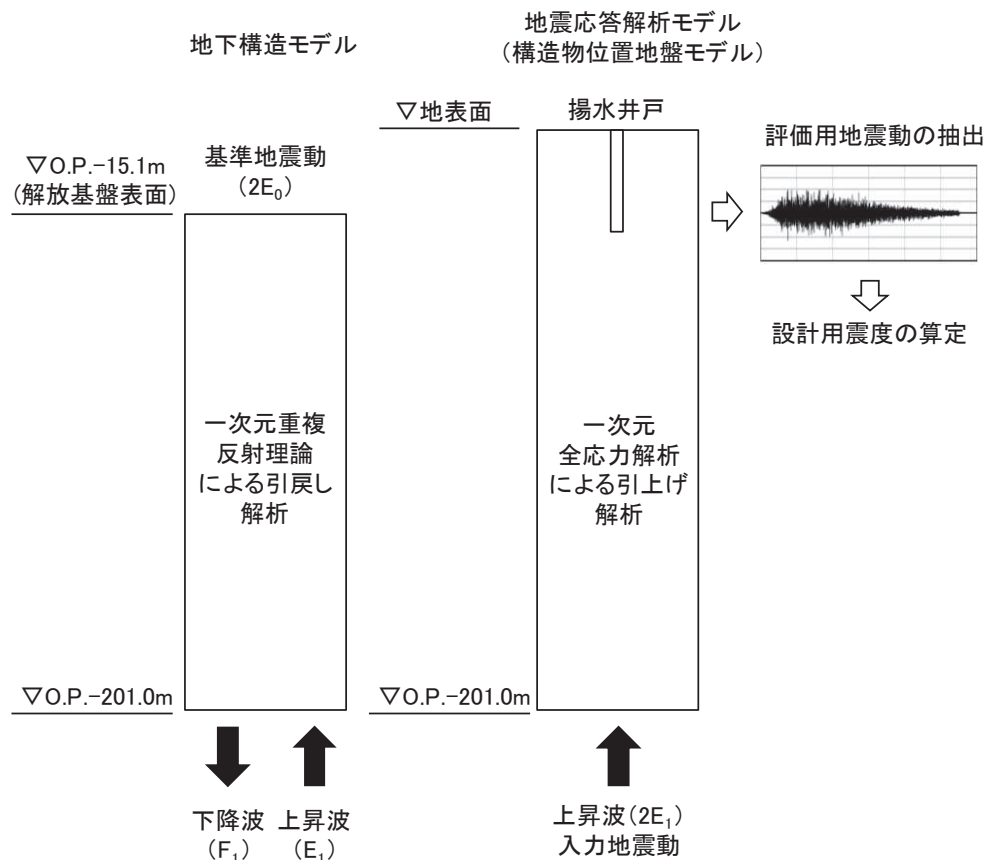 地下構造モデル
▽O.P.-15.1m
(解放基盤表面)
基準地震動
(2E₀)
一次元重複
反射理論
による引戻し
解析
▽O.P.-201.0m
下降波
(F₁)
上昇波
(E₁)
地震応答解析モデル
(構造物位置地盤モデル)
▽地表面
揚水井戸
一次元
全応力解析
による引上げ
解析
▽O.P.-201.0m
上昇波(2E₁)
入力地震動
評価用地震動の抽出
設計用震度の算定